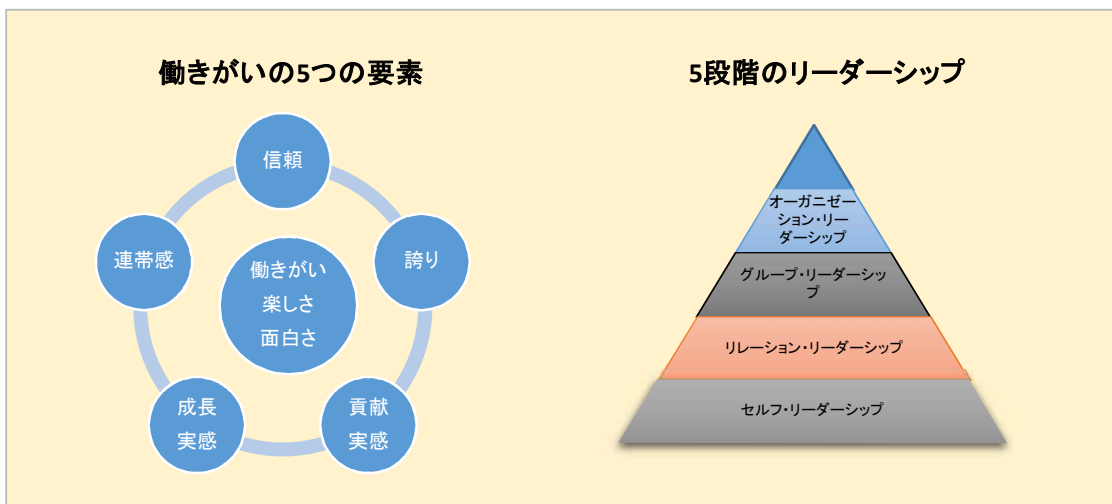 働きがいの5つの要素
信頼
誇り
貢献
実感
成長
実感
連帯感
働きがい
楽しさ
面白さ
5段階のリーダーシップ
オーガニゼー
ション・リー
ダーシップ
グループ・リーダーシッ
プ
リレーション・リーダーシップ
セルフ・リーダーシップ